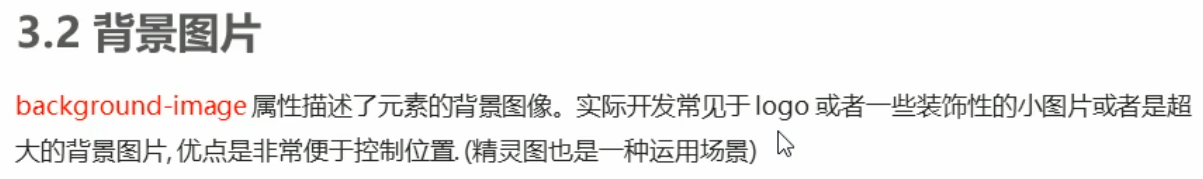 3.2 背景图片
background-image 属性描述了元素的背景图像。实际开发常见于 logo 或者一些装饰性的小图片或者是超
大的背景图片, 优点是非常便于控制位置. (精灵图也是一种运用场景)